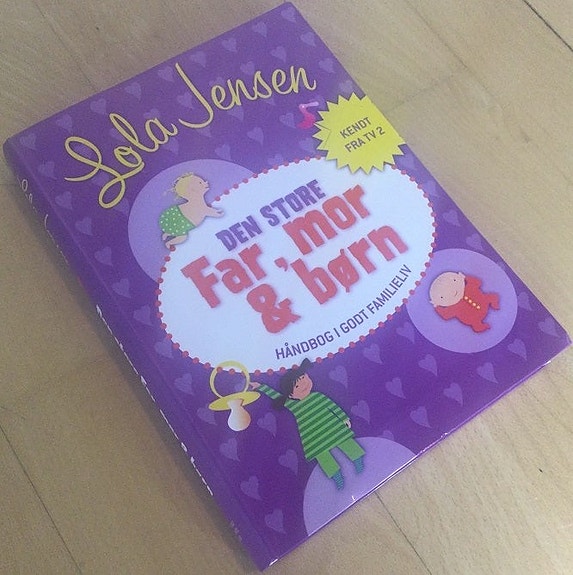 Lola Jensen
KENDT
FRA TV 2
DEN STORE
Far, mor
& børn
HÅNDBOG I GODT FAMILIELIV